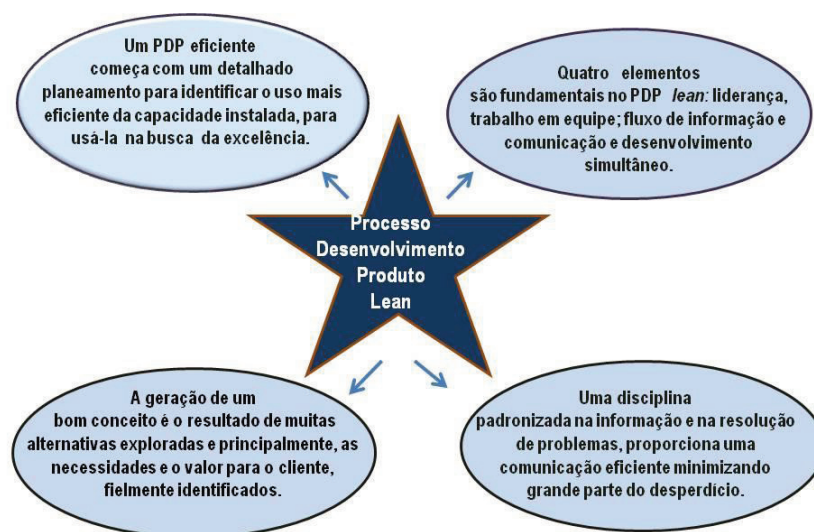 Um PDP eficiente
começa com um detalhado
planeamento para identificar o uso mais
eficiente da capacidade instalada, para
usá-la na busca da excelência.
Quatro elementos
são fundamentais no PDP lean: liderança,
trabalho em equipe; fluxo de informação e
comunicação e desenvolvimento
simultâneo.
Processo
Desenvolvimento
Produto
Lean
A geração de um
bom conceito é o resultado de muitas
alternativas exploradas e principalmente, as
necessidades e o valor para o cliente,
fielmente identificados.
Uma disciplina
padronizada na informação e na resolução
de problemas, proporciona uma
comunicação eficiente minimizando
grande parte do desperdício.